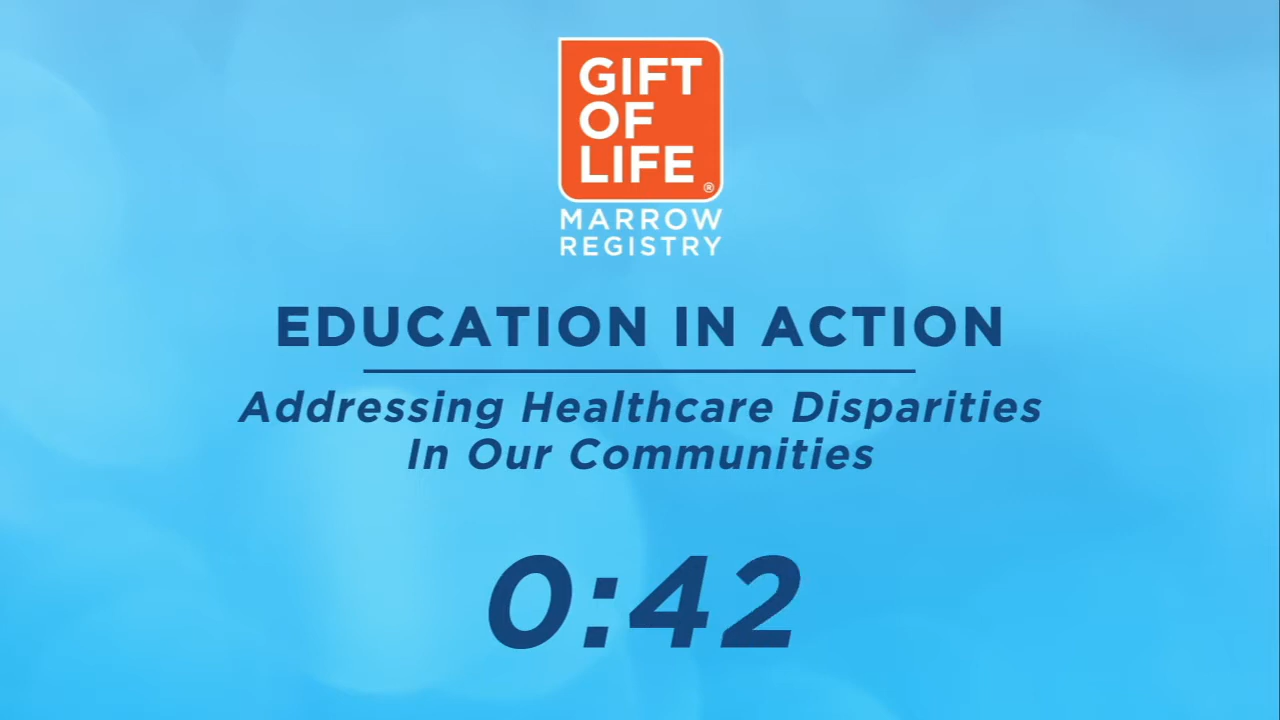 GIFT
OF
LIFE®
MARROW
REGISTRY
EDUCATION IN ACTION
Addressing Healthcare Disparities
In Our Communities
0:42